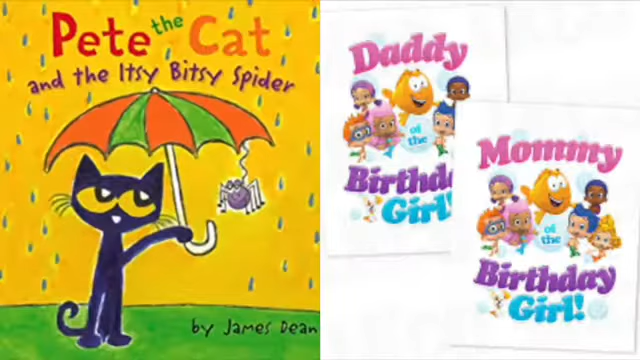 Pete the Cat
and the Itsy Bitsy Spider
by James Dean
Daddy
of the
Birthday
Girl!
Mommy
of the
Birthday
Girl!